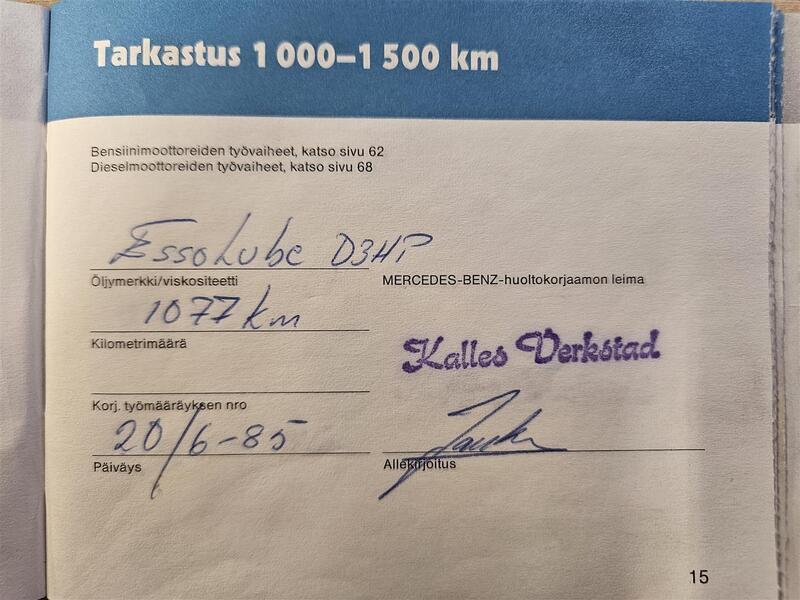 Tarkastus 1 000–1 500 km
Bensiinimoottoreiden työvaiheet, katso sivu 62
Dieselmoottoreiden työvaiheet, katso sivu 68
EssoLube D3HP
Öljymerkki/viskositeetti
MERCEDES-BENZ-huoltokorjaamon leima
1077 km
Kilometrimäärä
Kalles Verkstad
Korj. työmääräyksen nro
20/6-85
Päiväys
Allekirjoitus
15